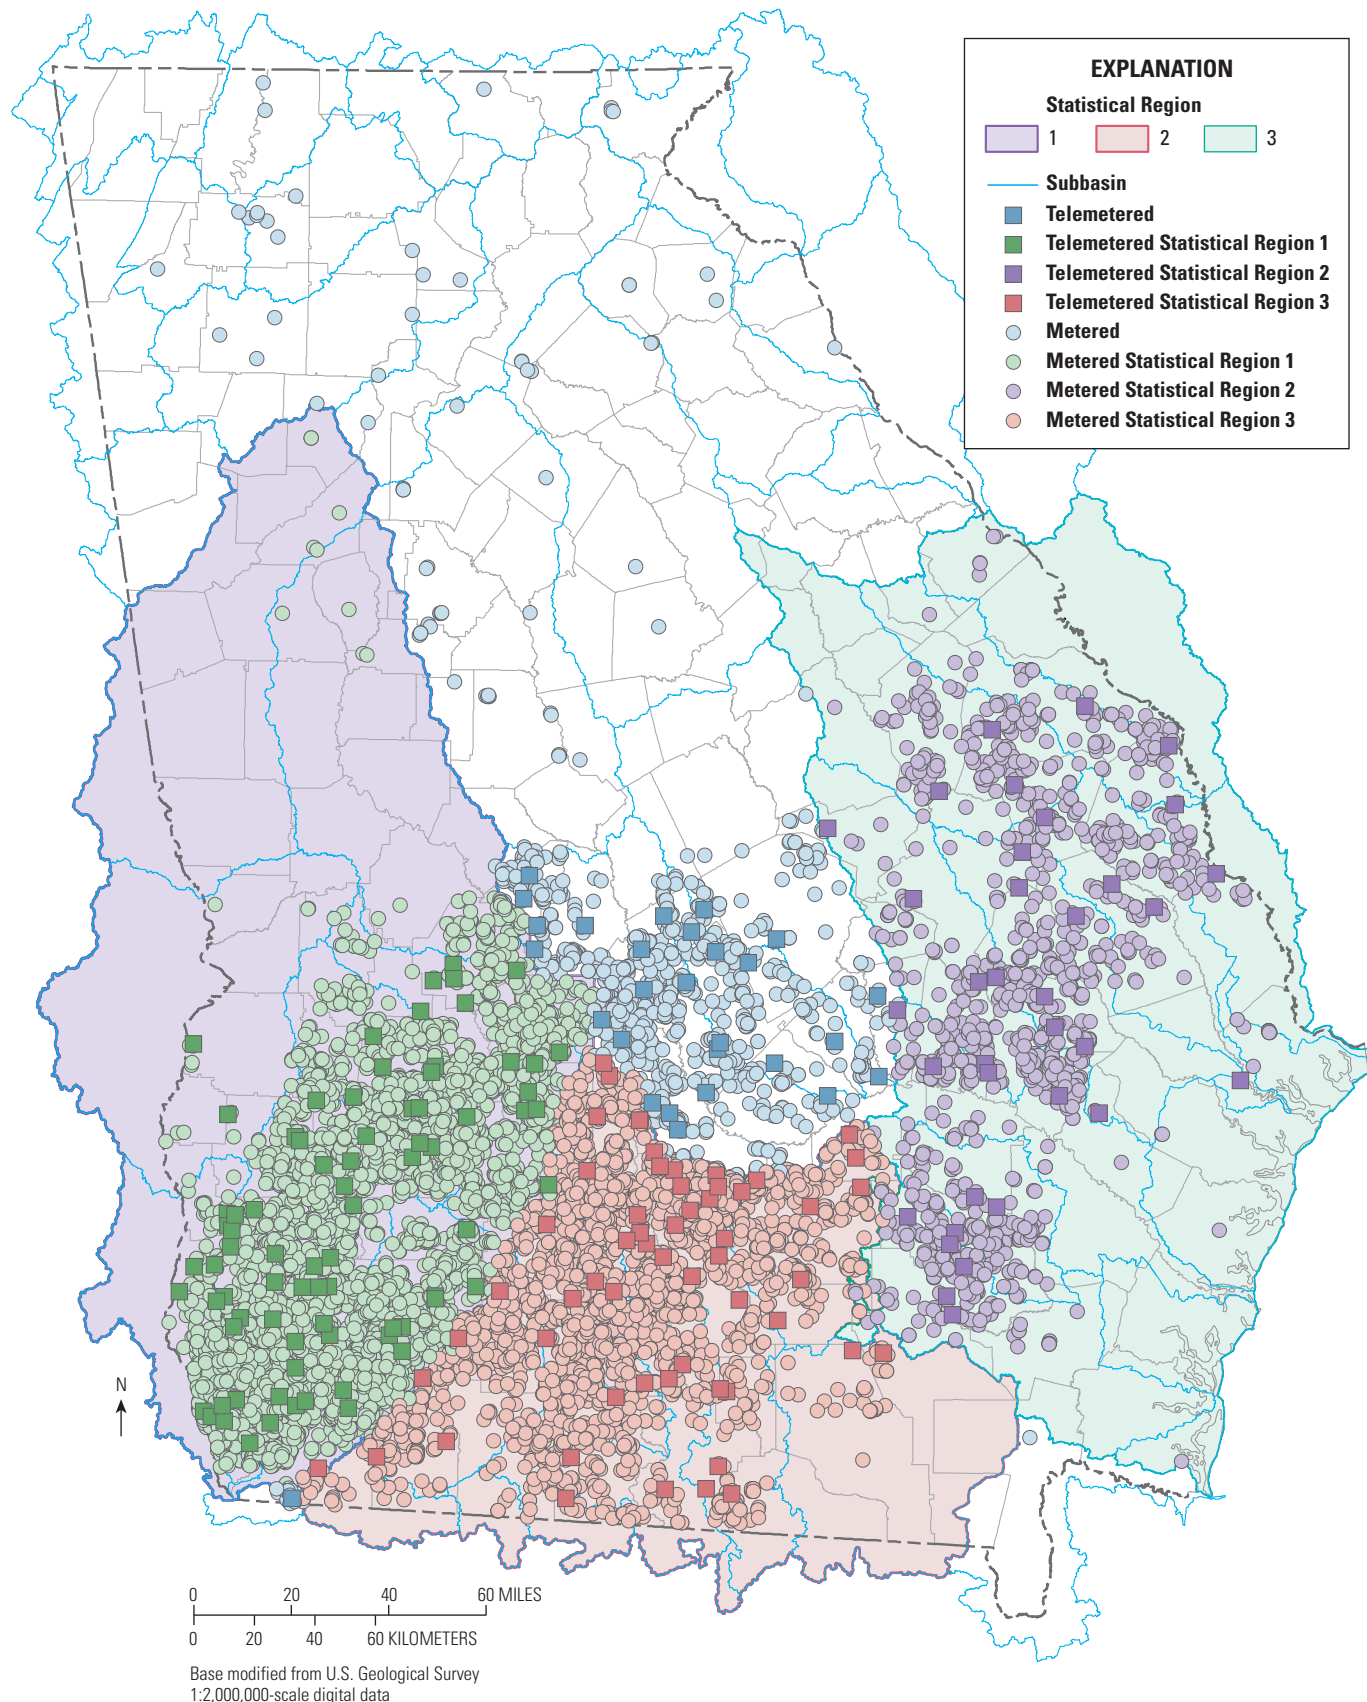 EXPLANATION
Statistical Region
1 2 3
Subbasin
Telemetered
Telemetered Statistical Region 1
Telemetered Statistical Region 2
Telemetered Statistical Region 3
Metered
Metered Statistical Region 1
Metered Statistical Region 2
Metered Statistical Region 3
N
0 20 40 60 MILES
0 20 40 60 KILOMETERS
Base modified from U.S. Geological Survey
1:2,000,000-scale digital data